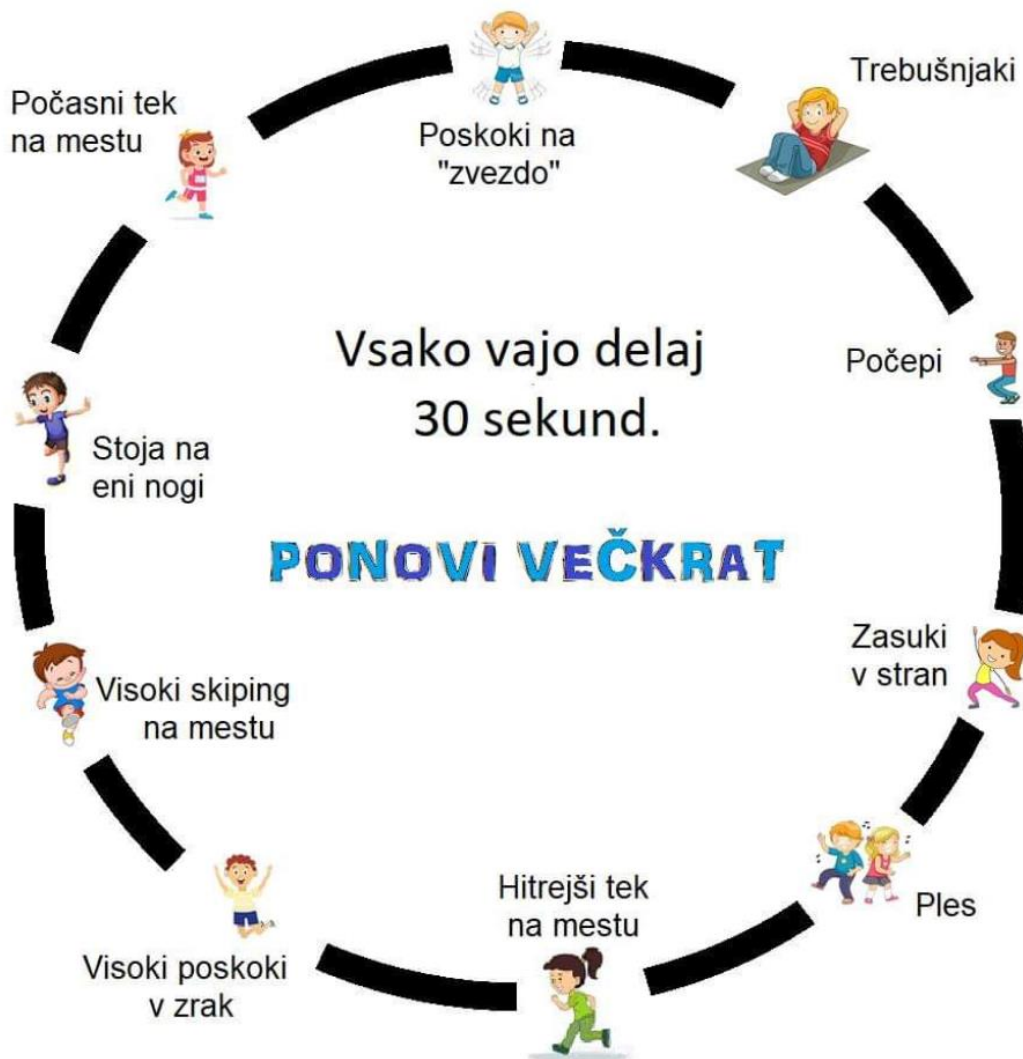 Poskoki na
"zvezdo"
Trebušnjaki
Počepi
Zasuki
v stran
Ples
Hitrejši tek
na mestu
Visoki poskoki
v zrak
Visoki skiping
na mestu
Stoja na
eni nogi
Počasni tek
na mestu
Vsako vajo delaj
30 sekund.
PONOVI VEČKRAT